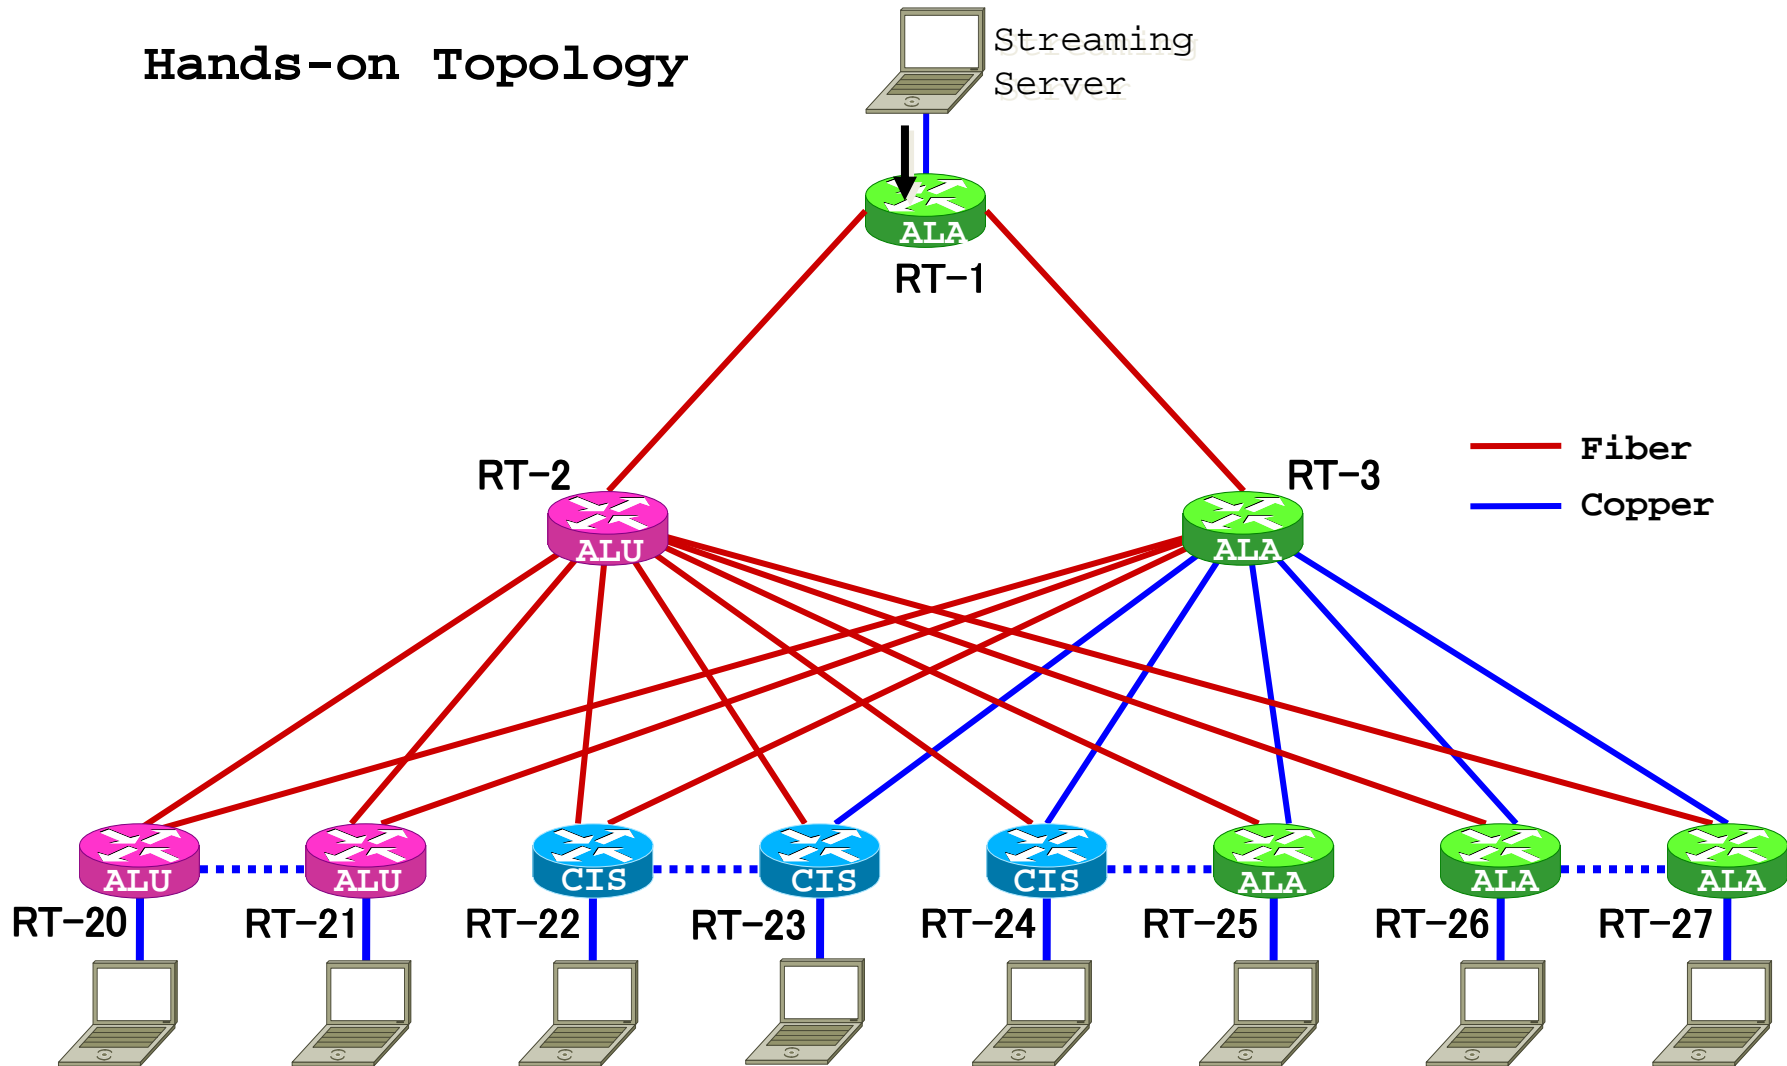 Streaming
Server
Hands-on Topology
ALA
RT-1
Fiber
RT-2
RT-3
Copper
ALU
ALA
ALU
ALU
CIS
CIS
CIS
ALA
ALA
ALA
RT-20
RT-21
RT-22
RT-23
RT-24
RT-25
RT-26
RT-27